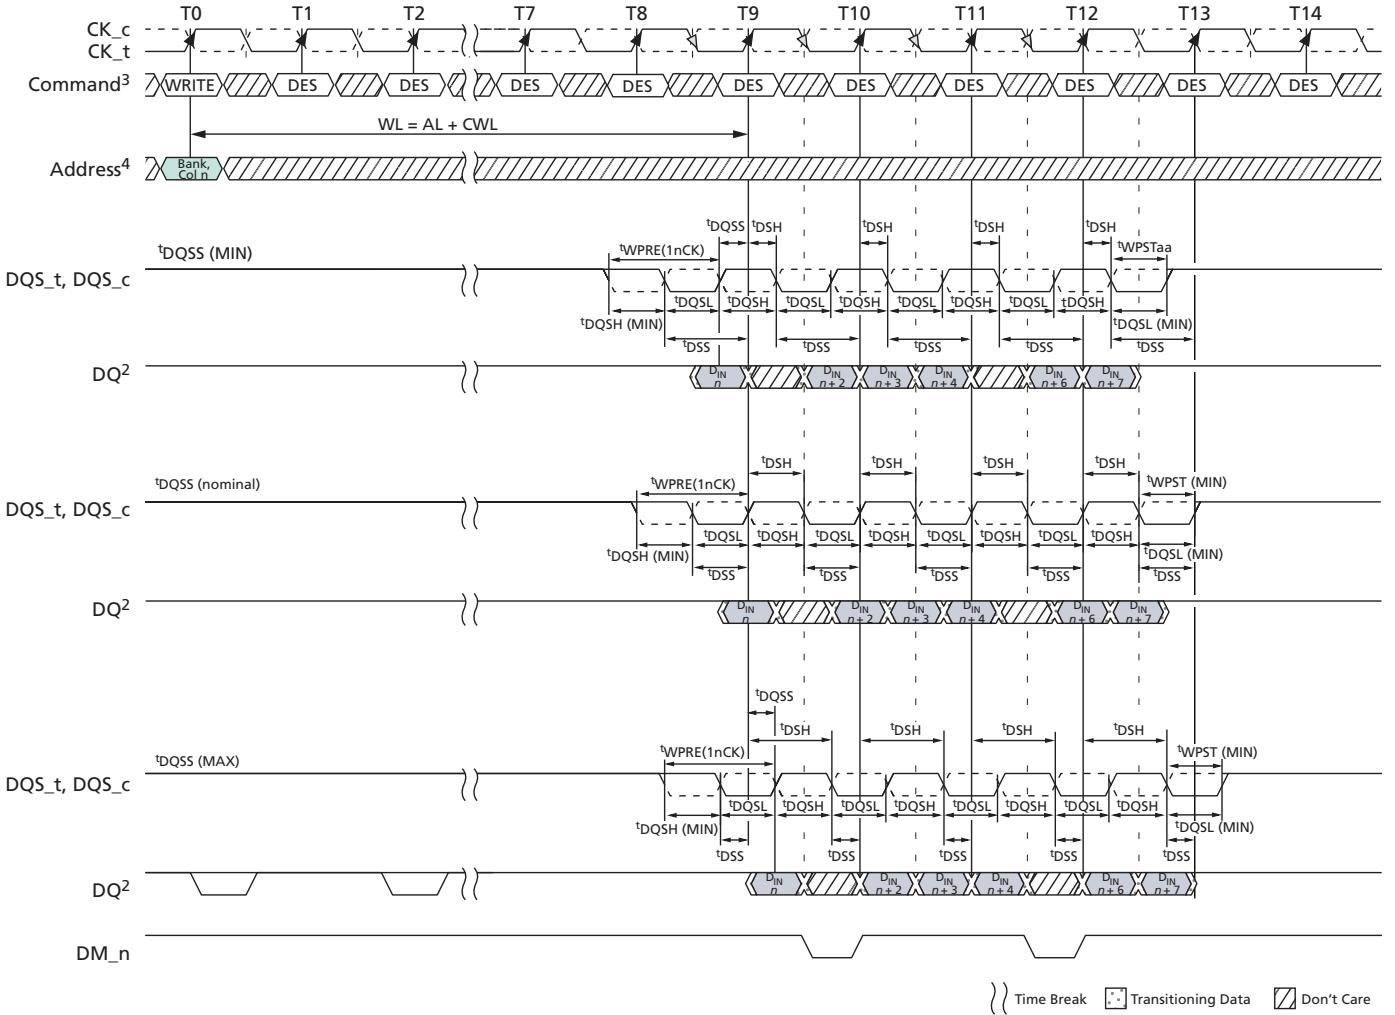 T0 T1 T2 T7 T8 T9 T10 T11 T12 T13 T14
CK_c
CK_t
Command3 WRITE DES DES DES DES DES DES DES DES DES DES
WL = AL + CWL
Address4 Bank, Col n
tDQSS tDSH tDSH tDSH tDSH
tDQSS (MIN) tWPRE(1nCK) tWPSTaa
DQS_t, DQS_c
tDQSL tDQSH tDQSL tDQSH tDQSL tDQSH tDQSL tDQSH
tDQSH (MIN) tDQSL (MIN)
tDSS tDSS tDSS tDSS tDSS
DQ2 DIN n DIN n + 2 DIN n + 3 DIN n + 4 DIN n + 6 DIN n + 7
tDSH tDSH tDSH tDSH
tDQSS (nominal) tWPRE(1nCK) tWPST (MIN)
DQS_t, DQS_c
tDQSL tDQSH tDQSL tDQSH tDQSL tDQSH tDQSL tDQSH
tDQSH (MIN) tDQSL (MIN)
tDSS tDSS tDSS tDSS tDSS
DQ2 DIN n DIN n + 2 DIN n + 3 DIN n + 4 DIN n + 6 DIN n + 7
tDQSS
tDSH tDSH tDSH tDSH
tDQSS (MAX) tWPRE(1nCK) tWPST (MIN)
DQS_t, DQS_c
tDQSL tDQSH tDQSL tDQSH tDQSL tDQSH tDQSL tDQSH
tDQSH (MIN) tDQSL (MIN)
tDSS tDSS tDSS tDSS tDSS
DQ2 DIN n DIN n + 2 DIN n + 3 DIN n + 4 DIN n + 6 DIN n + 7
DM_n
Time Break Transitioning Data Don't Care